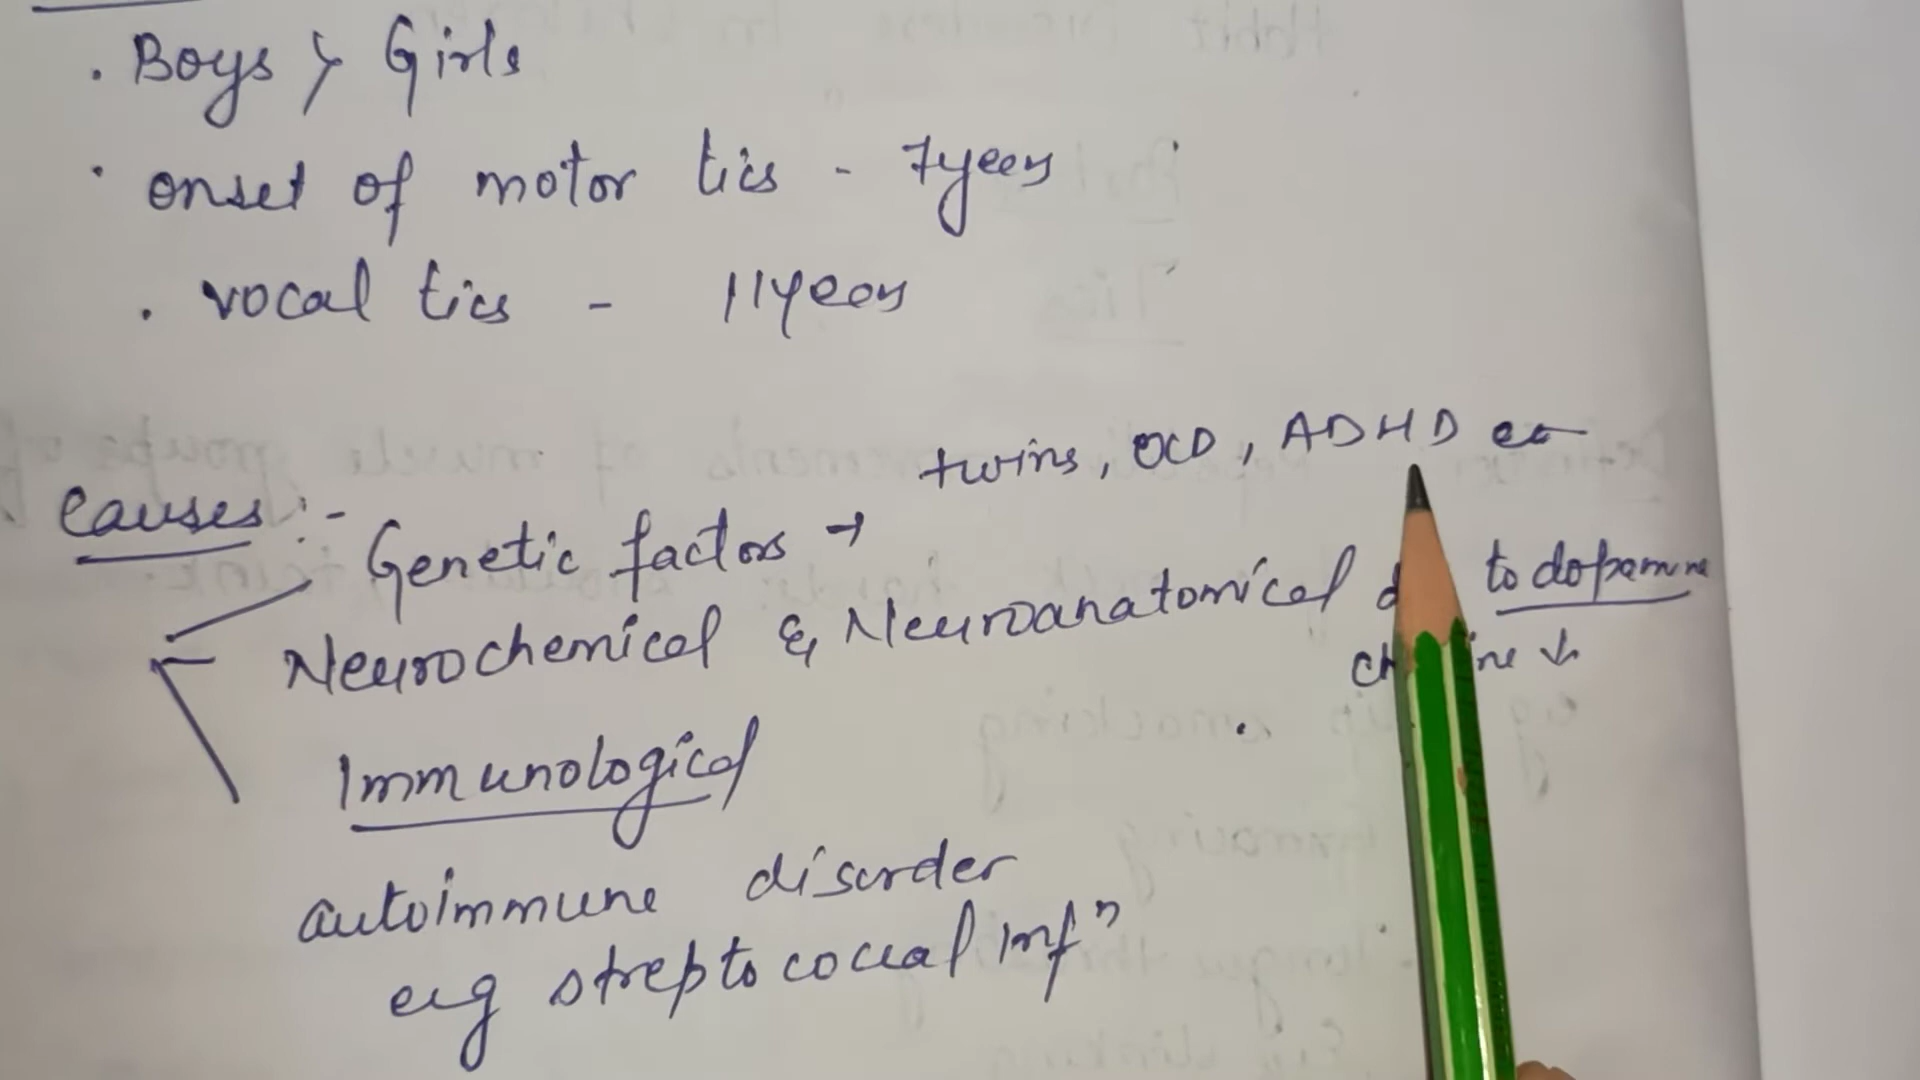 . Boys > Girls
. onset of motor tics - 7years
. vocal tics - 11years
Causes :-
twins, OCD, ADHD etc
Genetic factors →
Neurochemical & Neuroanatomical to dopamine
↓
Immunological
autoimmune disorder
eg streptococcal infⁿ